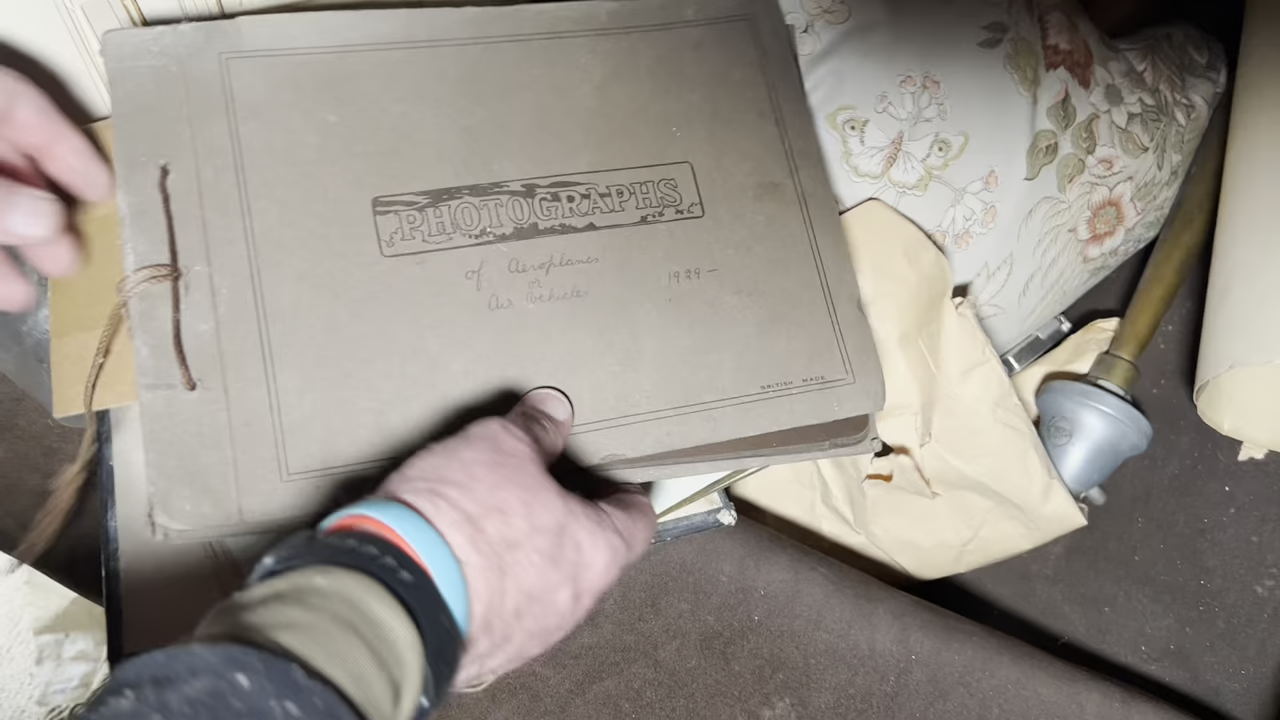 PHOTOGRAPHS
of Aeroplanes 1929-
or
Air Vehicles
BRITISH MADE